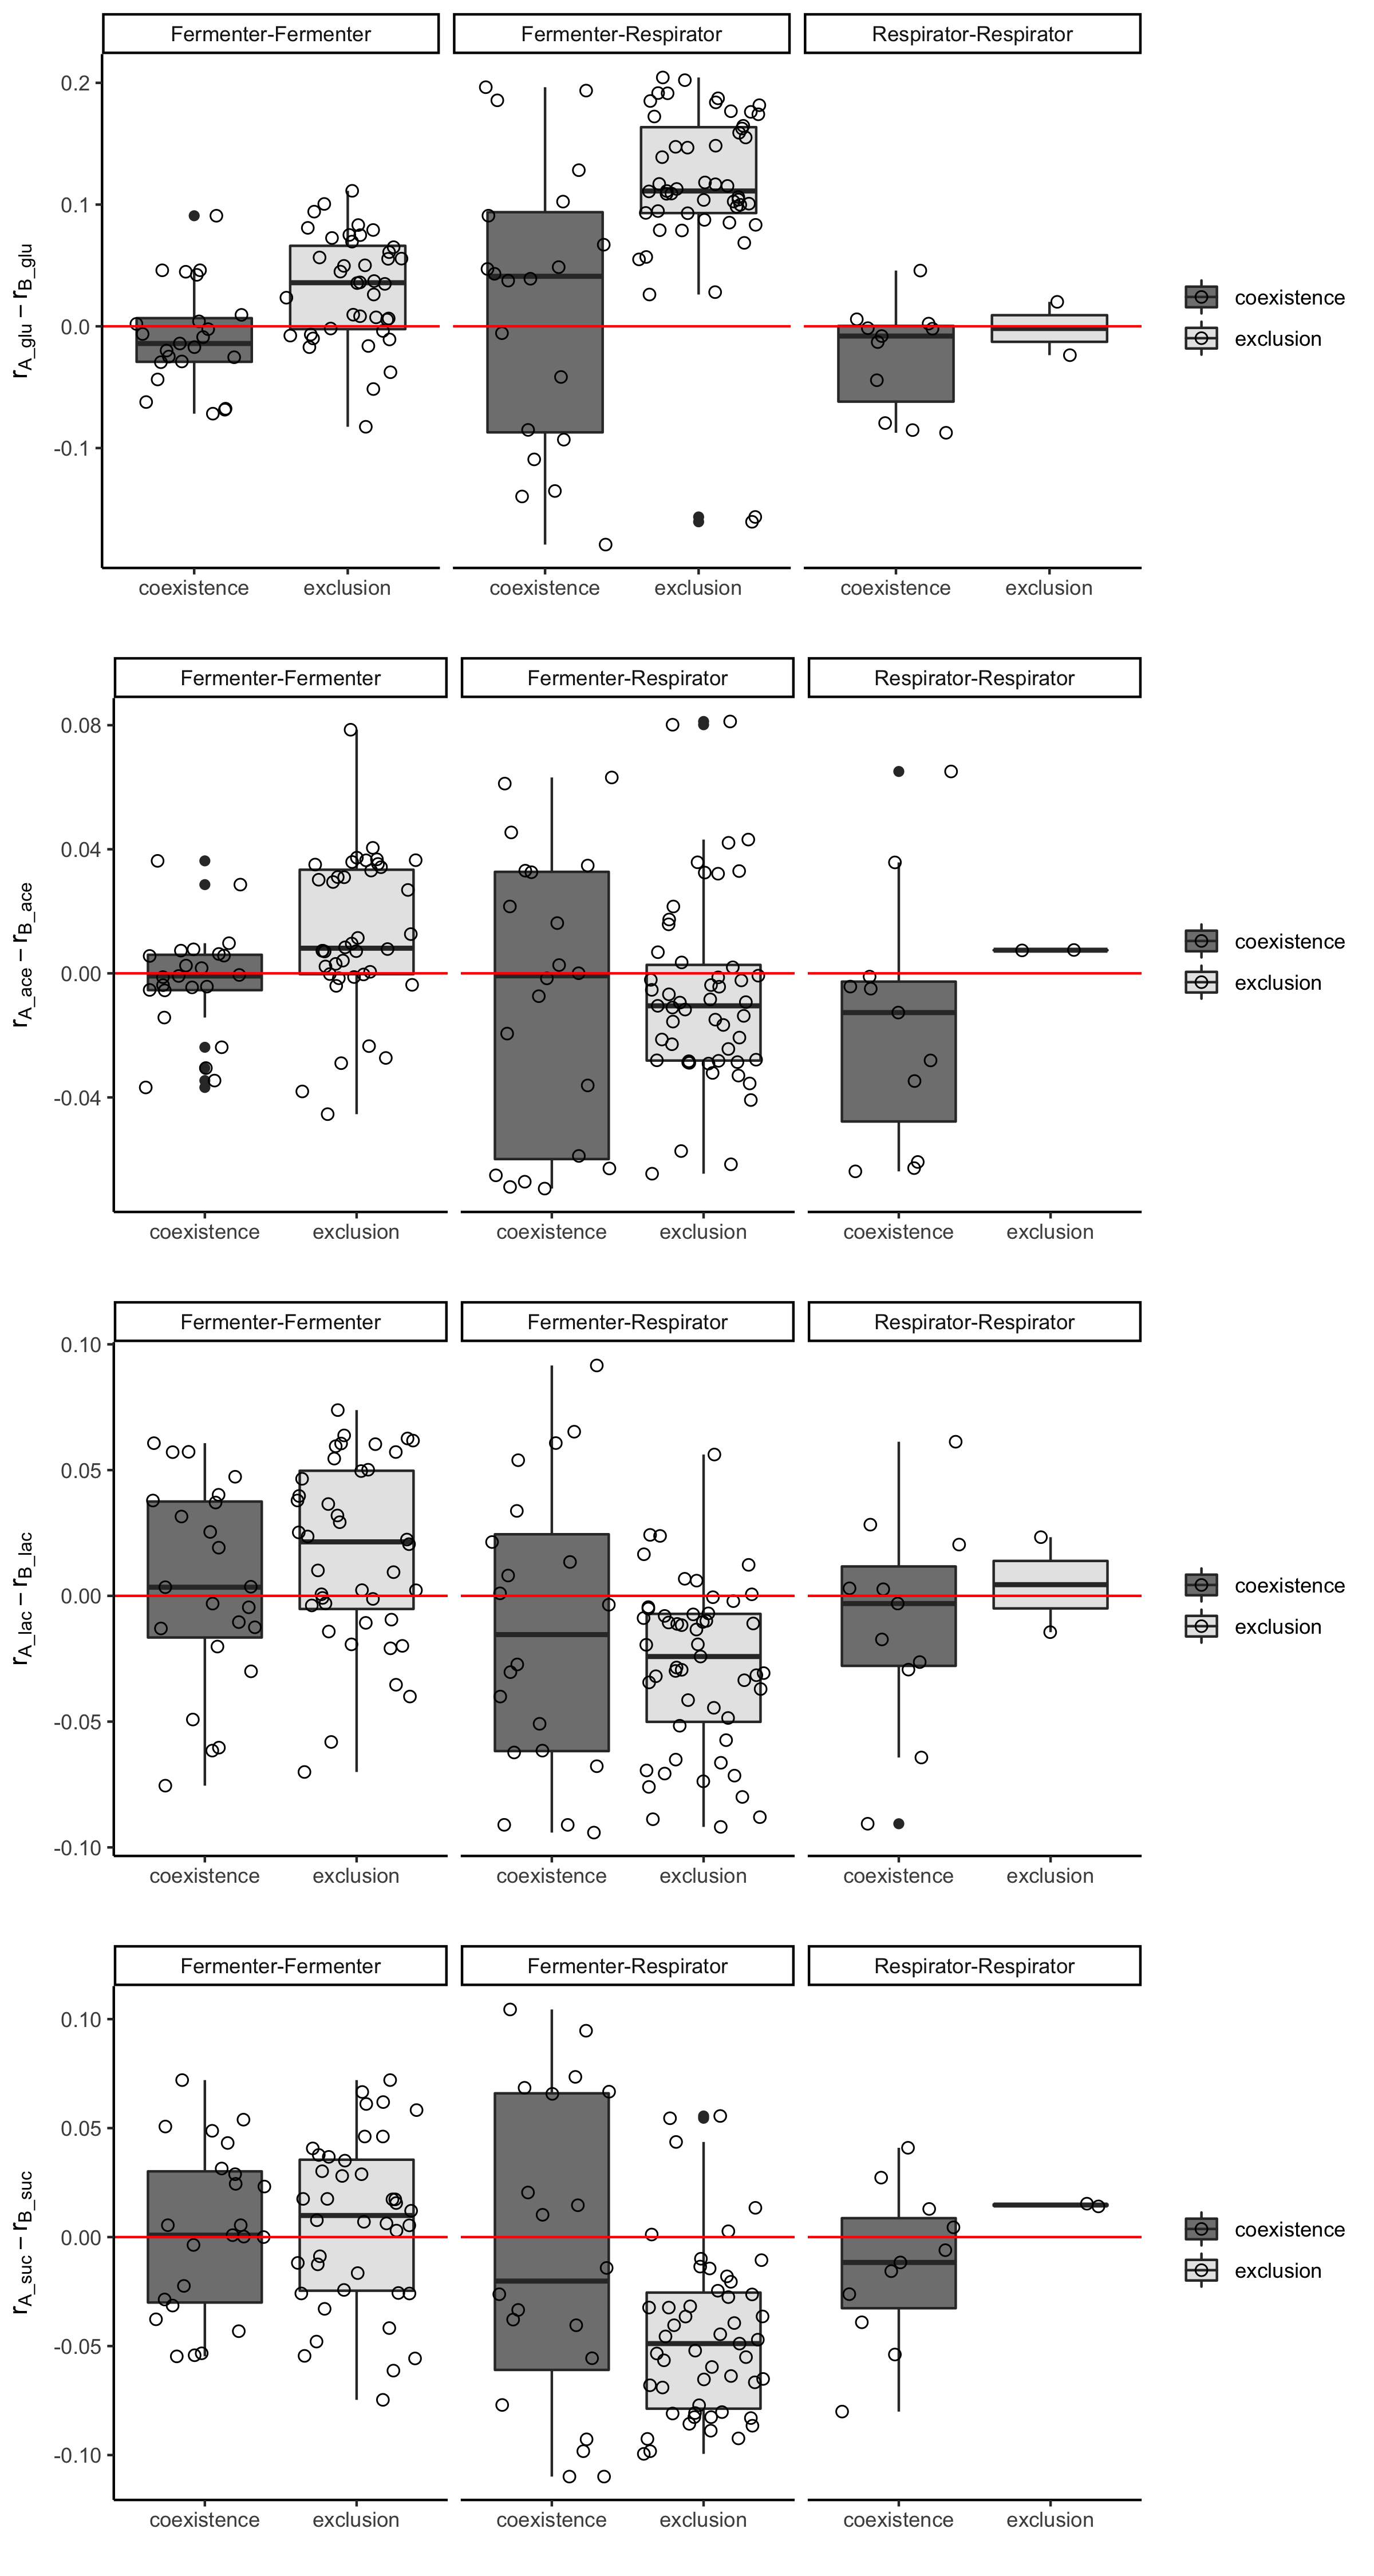 Fermenter-Fermenter Fermenter-Respirator Respirator-Respirator
0.2
0.1
0.0
-0.1
r_A_glu − r_B_glu
coexistence exclusion coexistence exclusion coexistence exclusion
coexistence
exclusion
Fermenter-Fermenter Fermenter-Respirator Respirator-Respirator
0.08
0.04
0.00
-0.04
r_A_ace − r_B_ace
coexistence exclusion coexistence exclusion coexistence exclusion
coexistence
exclusion
Fermenter-Fermenter Fermenter-Respirator Respirator-Respirator
0.10
0.05
0.00
-0.05
-0.10
r_A_lac − r_B_lac
coexistence exclusion coexistence exclusion coexistence exclusion
coexistence
exclusion
Fermenter-Fermenter Fermenter-Respirator Respirator-Respirator
0.10
0.05
0.00
-0.05
-0.10
r_A_suc − r_B_suc
coexistence exclusion coexistence exclusion coexistence exclusion
coexistence
exclusion